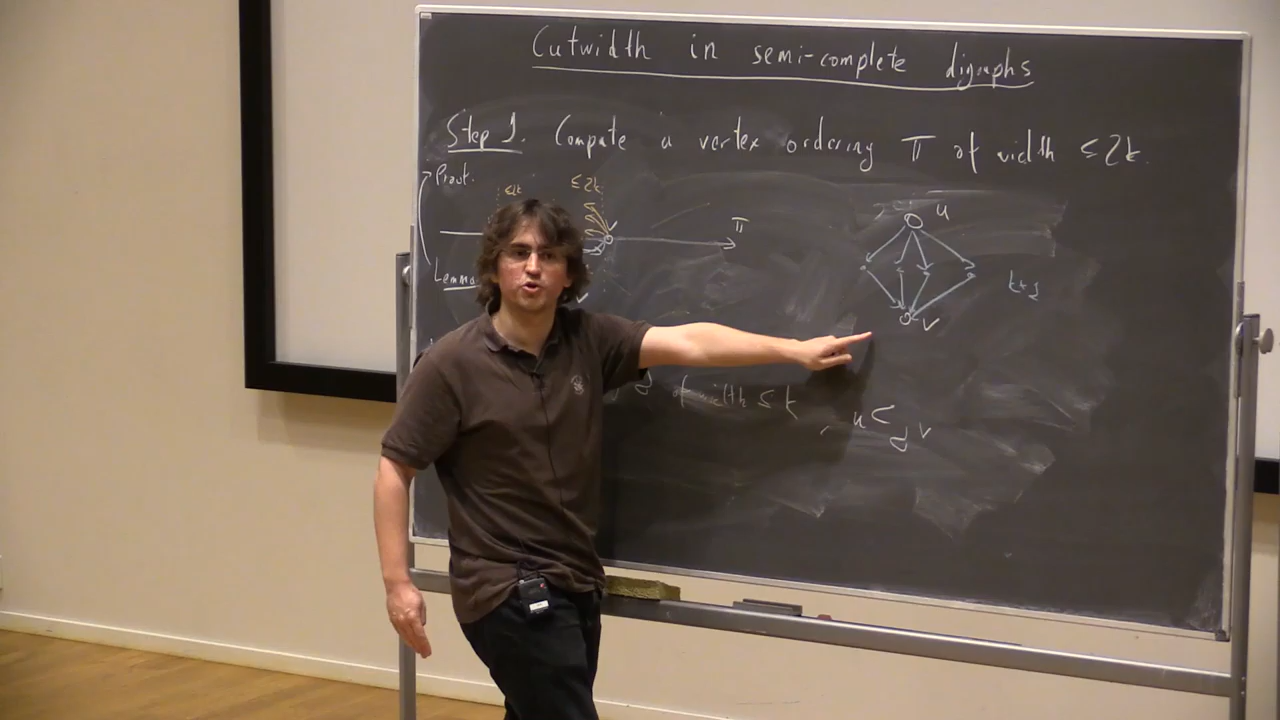 Cutwidth in semi-complete digraphs
Step 1. Compute a vertex ordering π of width ≤ 2k.
Proof.
≤2k
≤2k
v
π
u
v
k+1
Lemma
v
of width ≤ k
, u < v